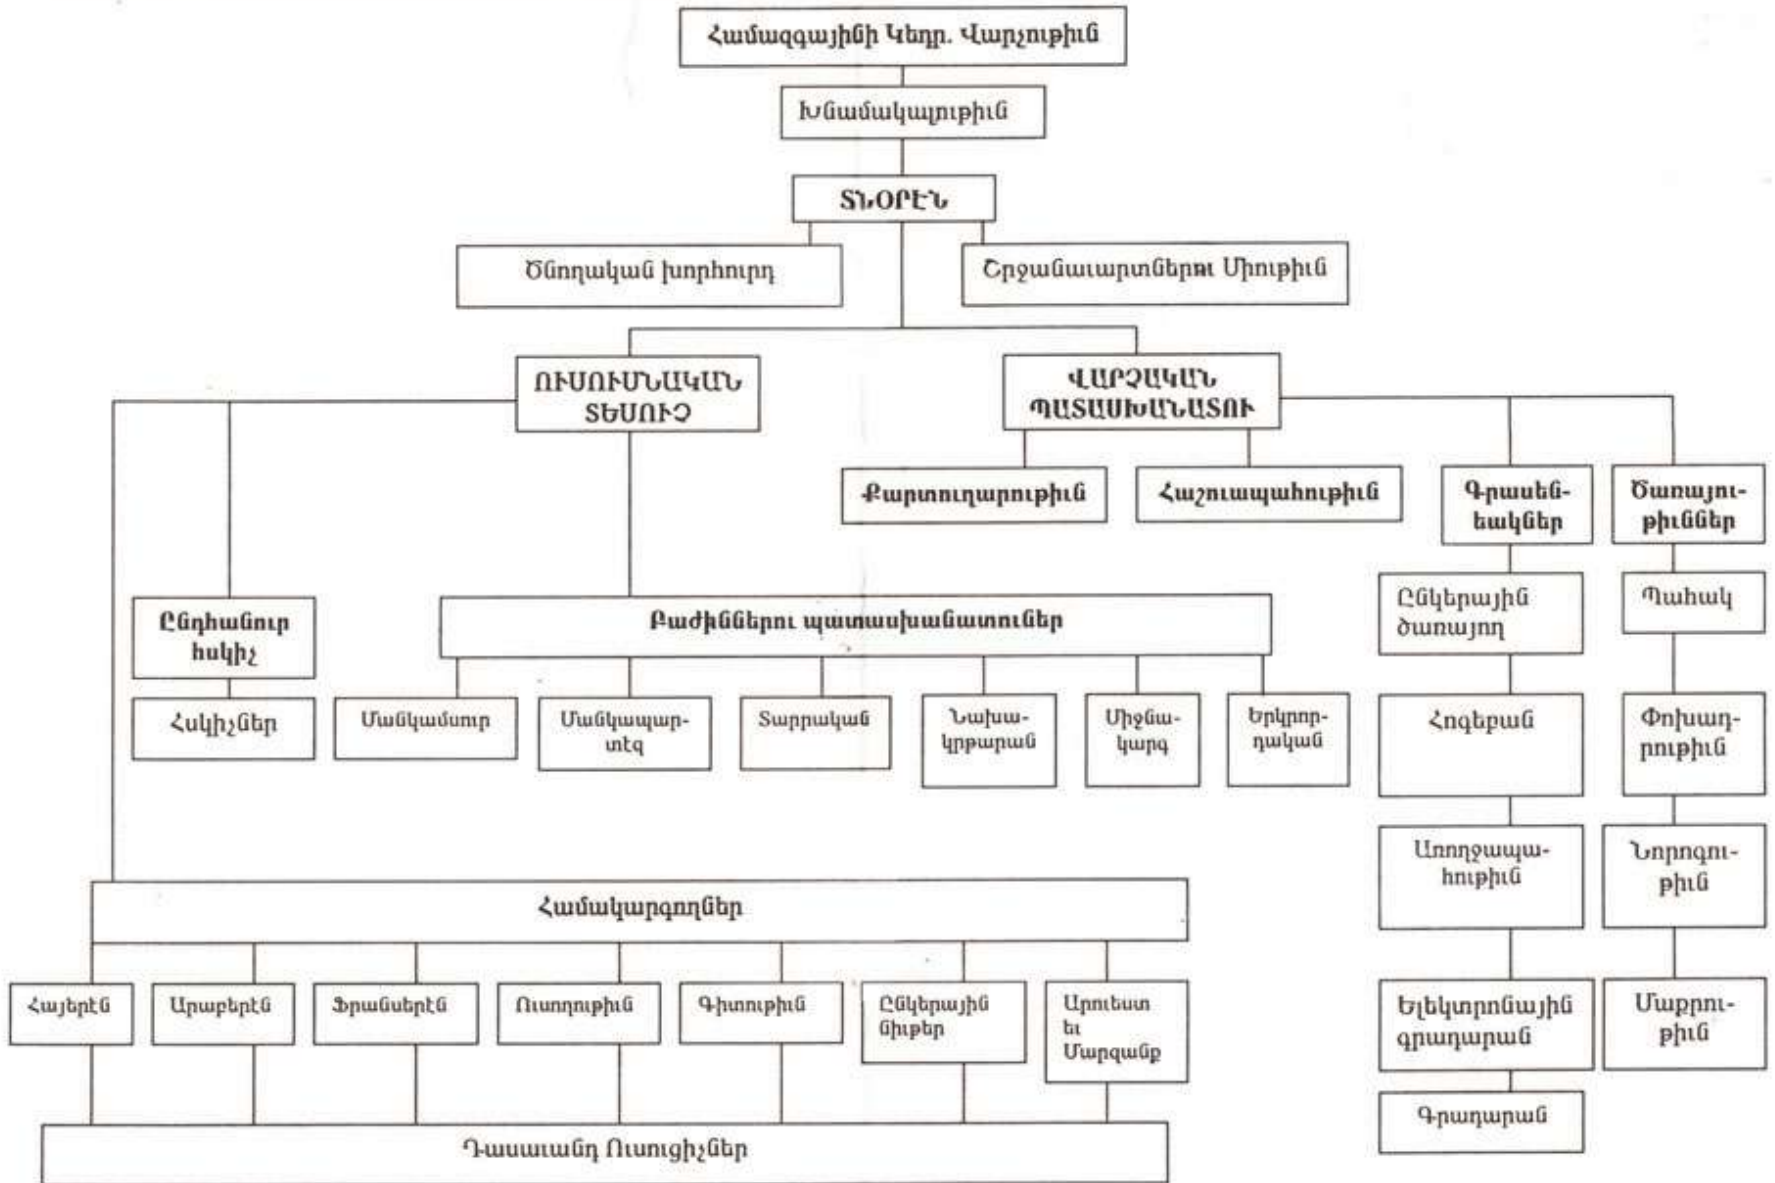 Համազգայինի Կեդր. Վարչութիւն
Խնամակալութիւն
ՏՆՕՐԷՆ
Ծնողական խորհուրդ
Շրջանաւարտներու Միութիւն
ՈՒՍՈՒՄՆԱԿԱՆ
ՏԵՍՈՒՉ
ՎԱՐՉԱԿԱՆ
ՊԱՏԱՍԽԱՆԱՏՈՒ
Քարտուղարութիւն
Հաշուապահութիւն
Գրասեն-
եակներ
Ծառայու-
թիւններ
Ընդհանուր
հսկիչ
Հսկիչներ
Բաժիններու պատասխանատուներ
Մանկամսուր
Մանկապար-
տէզ
Տարրական
Նախա-
կրթարան
Միջնա-
կարգ
Երկրոր-
դական
Ընկերային
ծառայող
Հոգեբան
Առողջապա-
հութիւն
Ելեկտրոնային
գրադարան
Գրադարան
Պահակ
Փոխադ-
րութիւն
Նորոգու-
թիւն
Մաքրու-
թիւն
Համակարգողներ
Հայերէն
Արաբերէն
Ֆրանսերէն
Ուսողութիւն
Գիտութիւն
Ընկերային
նիւթեր
Արուեստ
եւ
Մարզանք
Դասաւանդ Ուսուցիչներ